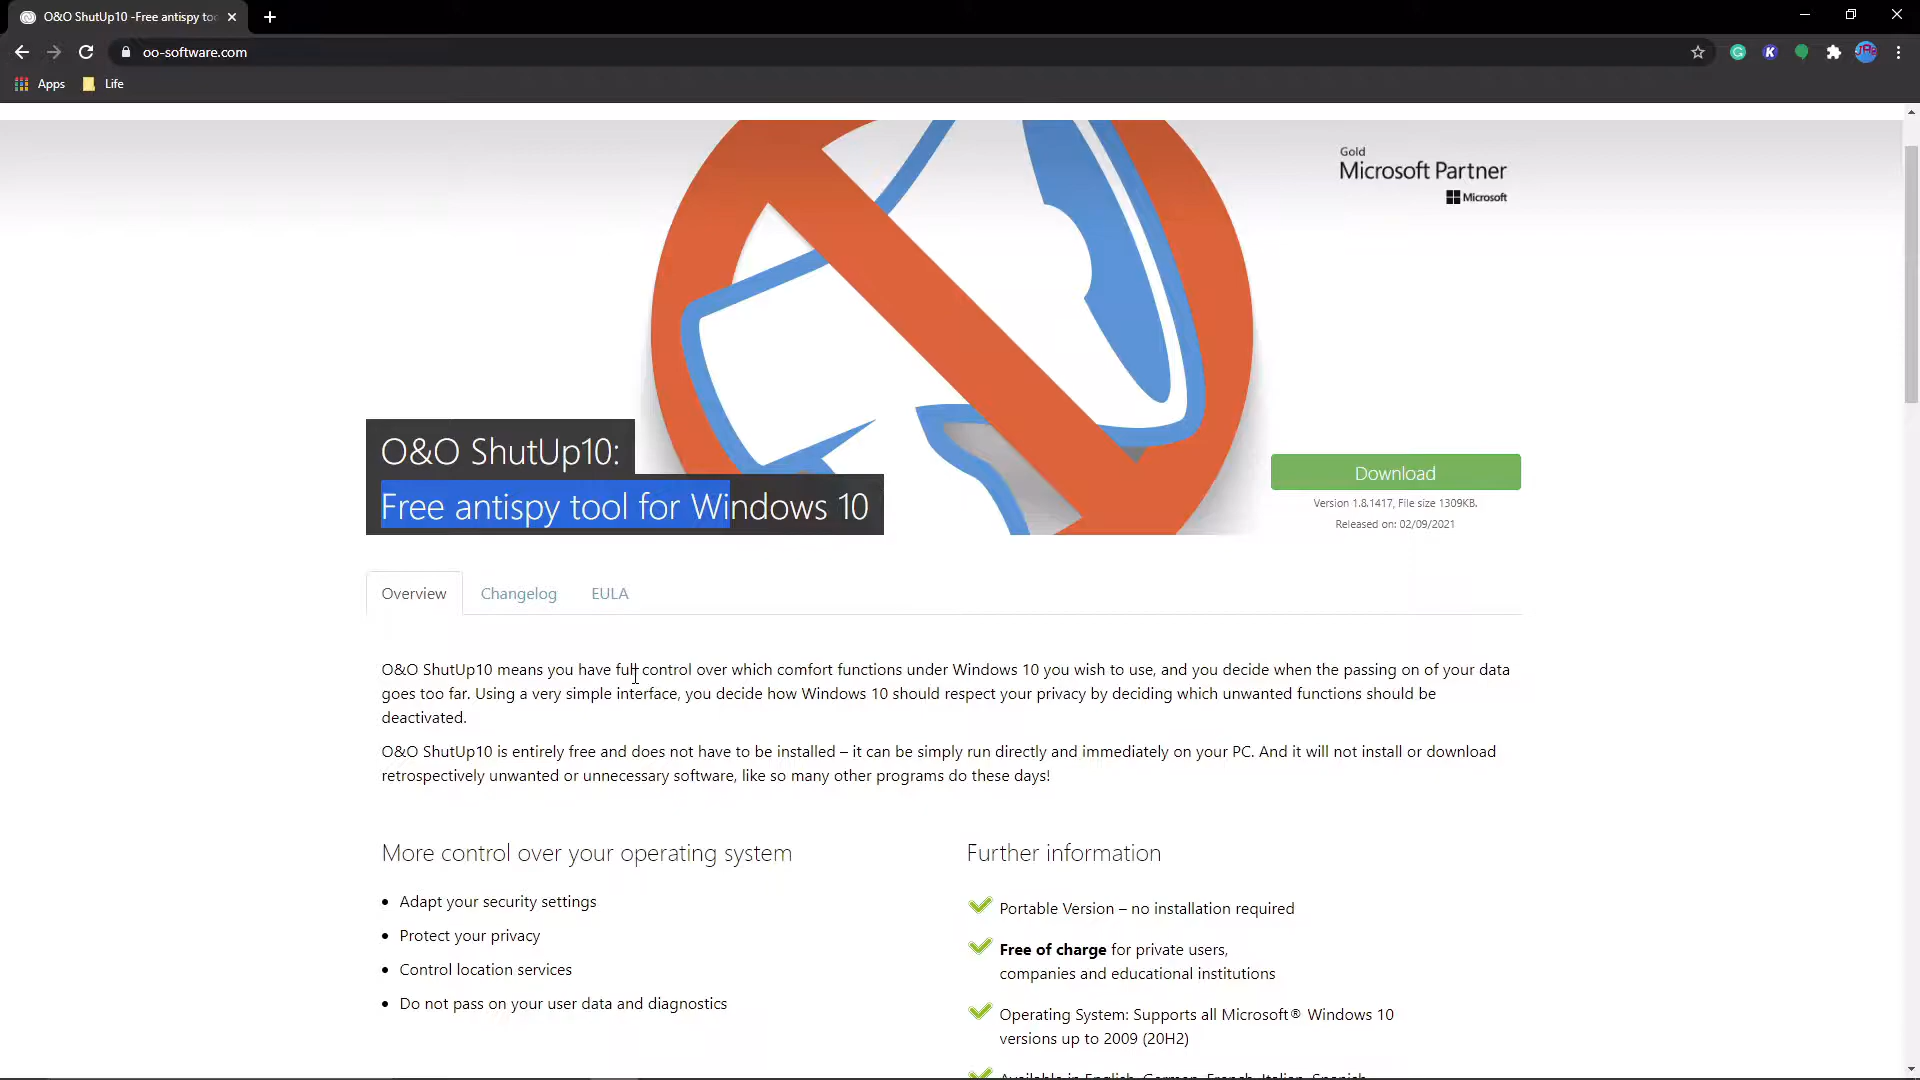 O&O ShutUp10 -Free antispy too
oo-software.com
Apps
Life
Gold
Microsoft Partner
Microsoft
O&O ShutUp10:
Free antispy tool for Windows 10
Download
Version 1.8.1417, File size 1309KB.
Released on: 02/09/2021
Overview
Changelog
EULA
O&O ShutUp10 means you have full control over which comfort functions under Windows 10 you wish to use, and you decide when the passing on of your data
goes too far. Using a very simple interface, you decide how Windows 10 should respect your privacy by deciding which unwanted functions should be
deactivated.
O&O ShutUp10 is entirely free and does not have to be installed – it can be simply run directly and immediately on your PC. And it will not install or download
retrospectively unwanted or unnecessary software, like so many other programs do these days!
More control over your operating system
Adapt your security settings
Protect your privacy
Control location services
Do not pass on your user data and diagnostics
Further information
Portable Version – no installation required
Free of charge for private users,
companies and educational institutions
Operating System: Supports all Microsoft® Windows 10
versions up to 2009 (20H2)
Available in English, German, French, Italian, Spanish,